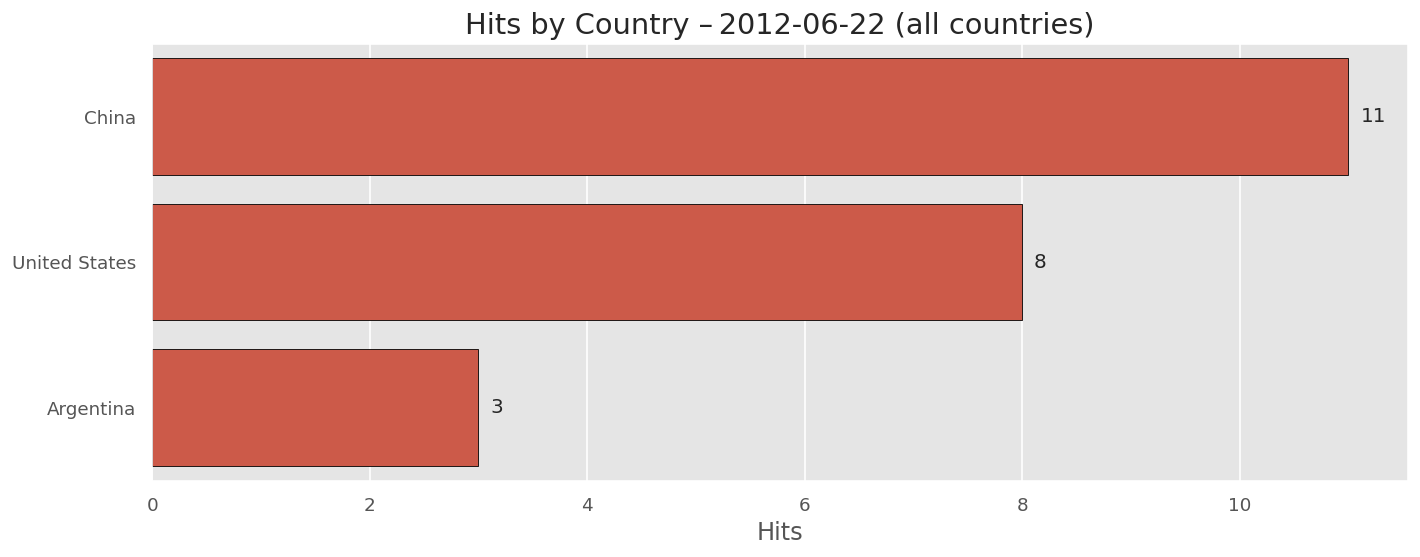 Hits by Country – 2012-06-22 (all countries)
China
11
United States
8
Argentina
3
0 2 4 6 8 10
Hits